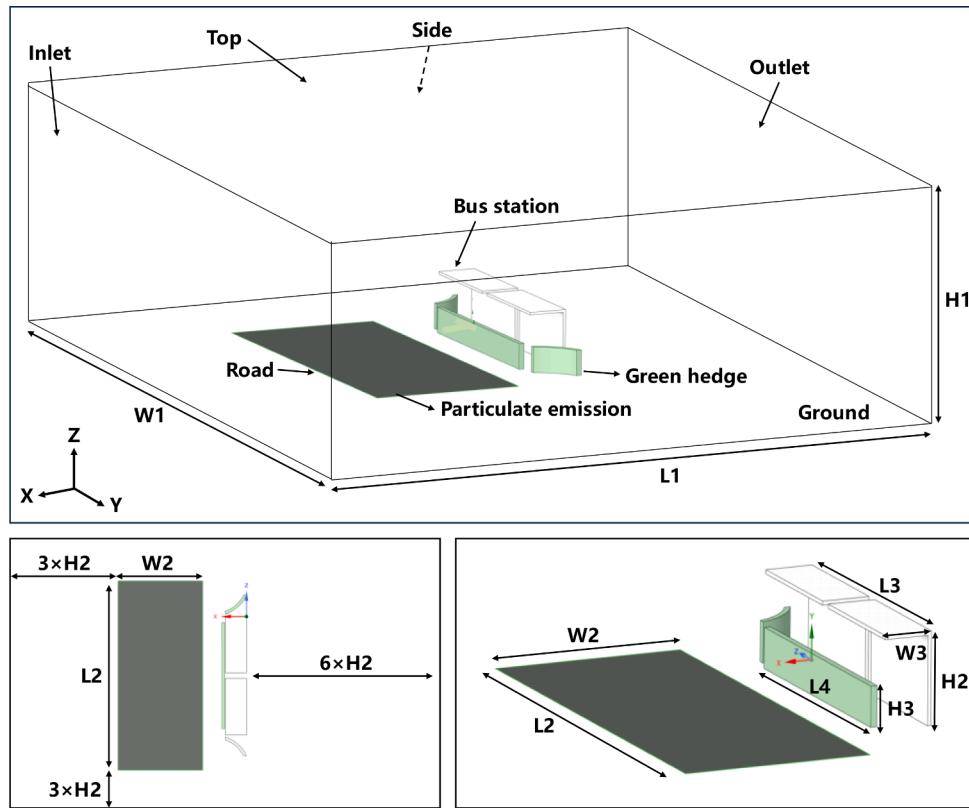 Side
Top
Inlet
Outlet
Bus station
H1
Road
Green hedge
Particulate emission
Ground
W1
L1
Z
X
Y
3×H2
W2
L2
6×H2
3×H2
X
Z
L3
W2
W3
H2
L4
H3
L2
X
Y
Z